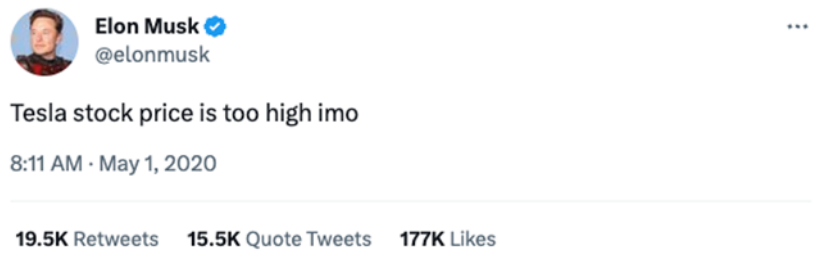 Elon Musk
@elonmusk
Tesla stock price is too high imo
8:11 AM · May 1, 2020
19.5K Retweets 15.5K Quote Tweets 177K Likes